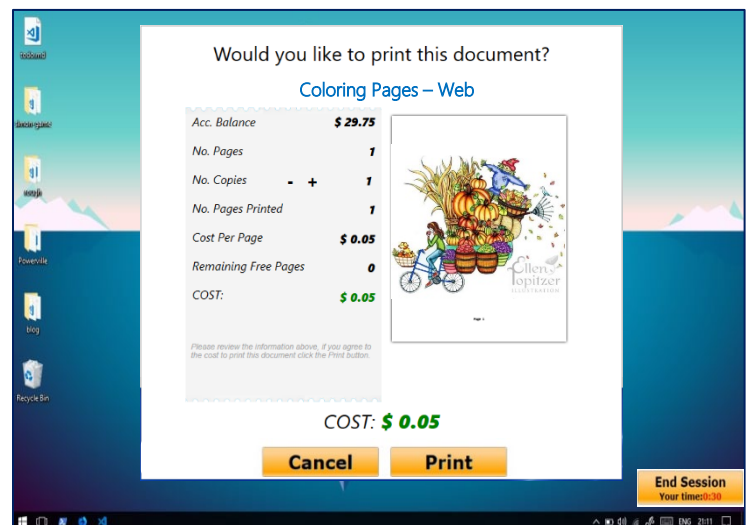 Would you like to print this document?
Coloring Pages – Web
Acc. Balance $ 29.75
No. Pages 1
No. Copies - + 1
No. Pages Printed 1
Cost Per Page $ 0.05
Remaining Free Pages 0
COST: $ 0.05
Please review the information above, if you agree to
the cost to print this document click the Print button.
Ellen
Topitzer
ILLUSTRATION
COST: $ 0.05
Cancel Print
End Session
Your time:0:30
Powerville
blog
Recycle Bin
ENG 21:11